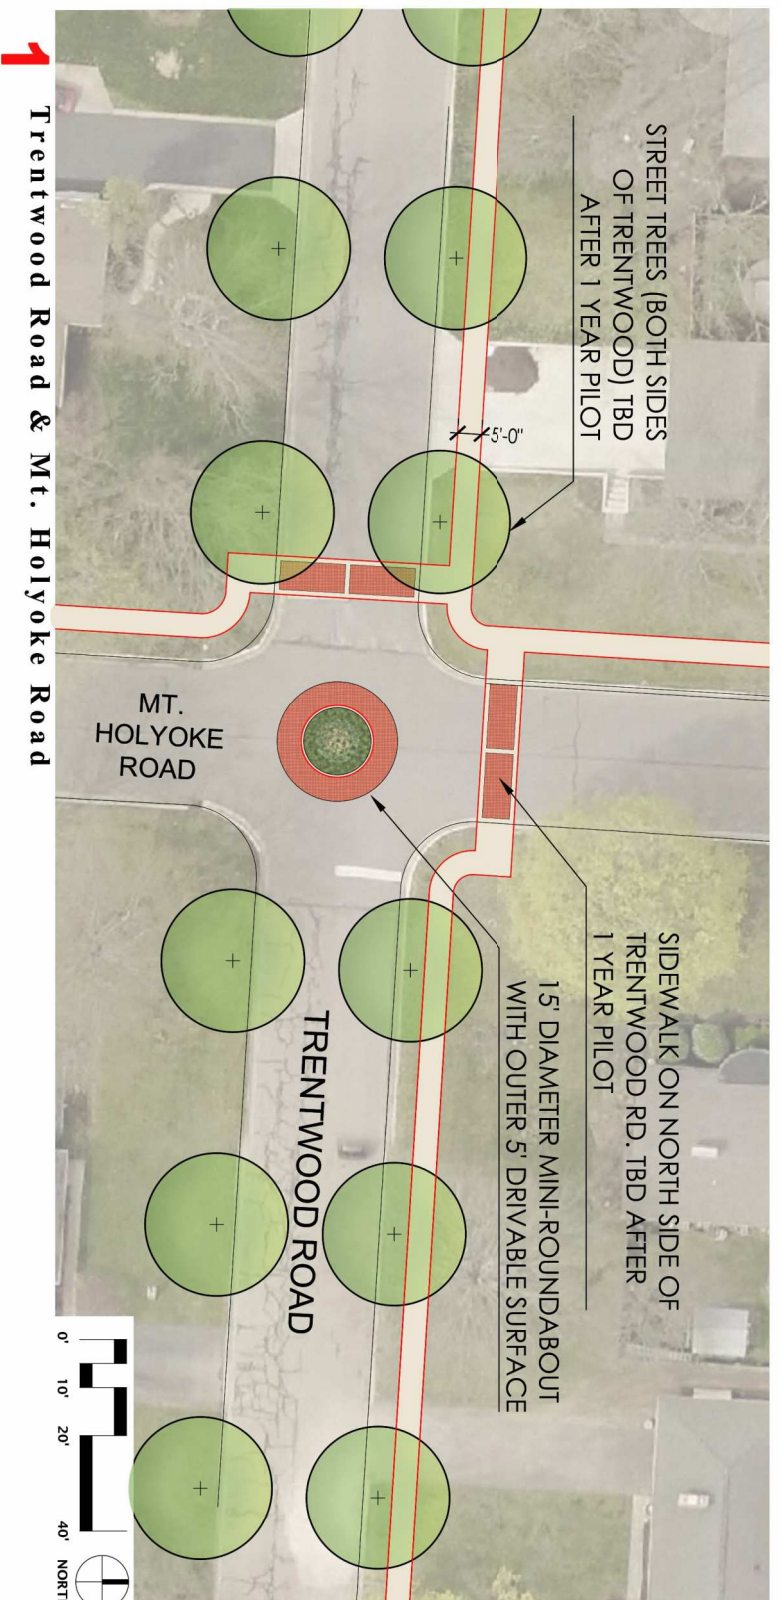 STREET TREES (BOTH SIDES
OF TRENTWOOD) TBD
AFTER 1 YEAR PILOT
5'-0"
SIDEWALK ON NORTH SIDE OF
TRENTWOOD RD. TBD AFTER
1 YEAR PILOT
15' DIAMETER MINI-ROUNDABOUT
WITH OUTER 5' DRIVABLE SURFACE
MT.
HOLYOKE
ROAD
TRENTWOOD ROAD
0' 10' 20' 40'
NORT
1
Trentwood Road & Mt. Holyoke Road